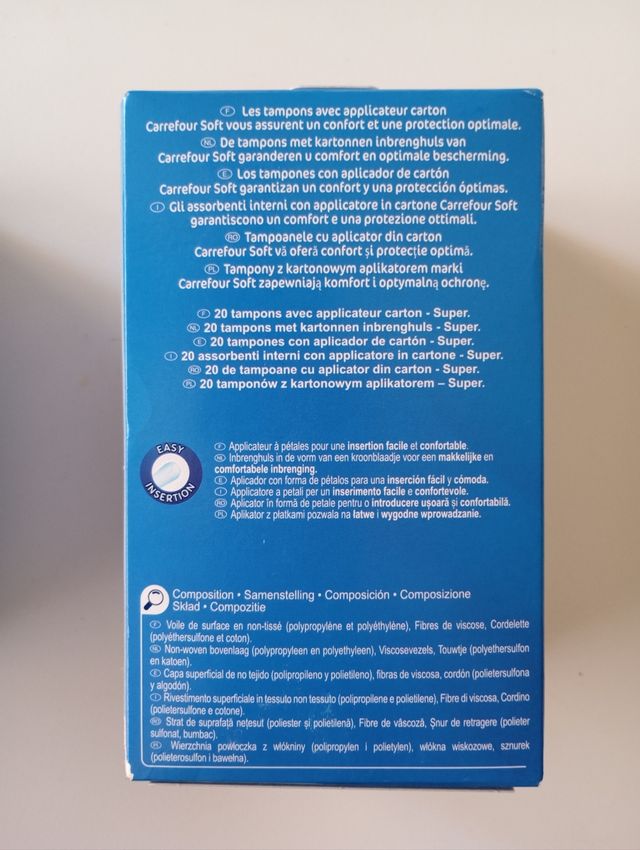 F Les tampons avec applicateur carton
Carrefour Soft vous assurent un confort et une protection optimale.
NL De tampons met kartonnen inbrenghuls van
Carrefour Soft garanderen u comfort en optimale bescherming.
E Los tampones con aplicador de cartón
Carrefour Soft garantizan un confort y una protección óptimas.
I Gli assorbenti interni con applicatore in cartone Carrefour Soft
garantiscono un comfort e una protezione ottimali.
RO Tampoanele cu aplicator din carton
Carrefour Soft vă oferă confort și protecție optimă.
PL Tampony z kartonowym aplikatorem marki
Carrefour Soft zapewniają komfort i optymalną ochronę.
F 20 tampons avec applicateur carton - Super.
NL 20 tampons met kartonnen inbrenghuls - Super.
E 20 tampones con aplicador de cartón - Super.
I 20 assorbenti interni con applicatore in cartone - Super.
RO 20 de tampoane cu aplicator din carton - Super.
PL 20 tamponów z kartonowym aplikatorem – Super.
EASY
INSERTION
F Applicateur à pétales pour une insertion facile et confortable.
NL Inbrenghuls in de vorm van een kroonblaadje voor een makkelijke en
comfortabele inbrenging.
E Aplicador con forma de pétalos para una inserción fácil y cómoda.
I Applicatore a petali per un inserimento facile e confortevole.
RO Aplicator în formă de petale pentru o introducere ușoară și confortabilă.
PL Aplikator z płatkami pozwala na łatwe i wygodne wprowadzanie.
Composition • Samenstelling • Composición • Composizione
Skład • Compozitie
F Voile de surface en non-tissé (polypropylène et polyéthylène), Fibres de viscose, Cordelette
(polyéthersulfone et coton).
NL Non-woven bovenlaag (polypropyleen en polyethyleen), Viscosevezels, Touwtje (polyethersulfon
en katoen).
E Capa superficial de no tejido (polipropileno y polietileno), fibras de viscosa, cordón (polietersulfona
y algodón).
I Rivestimento superficiale in tessuto non tessuto (polipropilene e polietilene), Fibre di viscosa, Cordino
(polietersulfone e cotone).
RO Strat de suprafață nețesut (poliester și polietilenă), Fibre de vâscoză, Șnur de retragere (polieter
sulfonat, bumbac).
PL Wierzchnia powłoczka z włókniny (polipropylen i polietylen), włókna wiskozowe, sznurek
(polieterosulfon i bawełna).